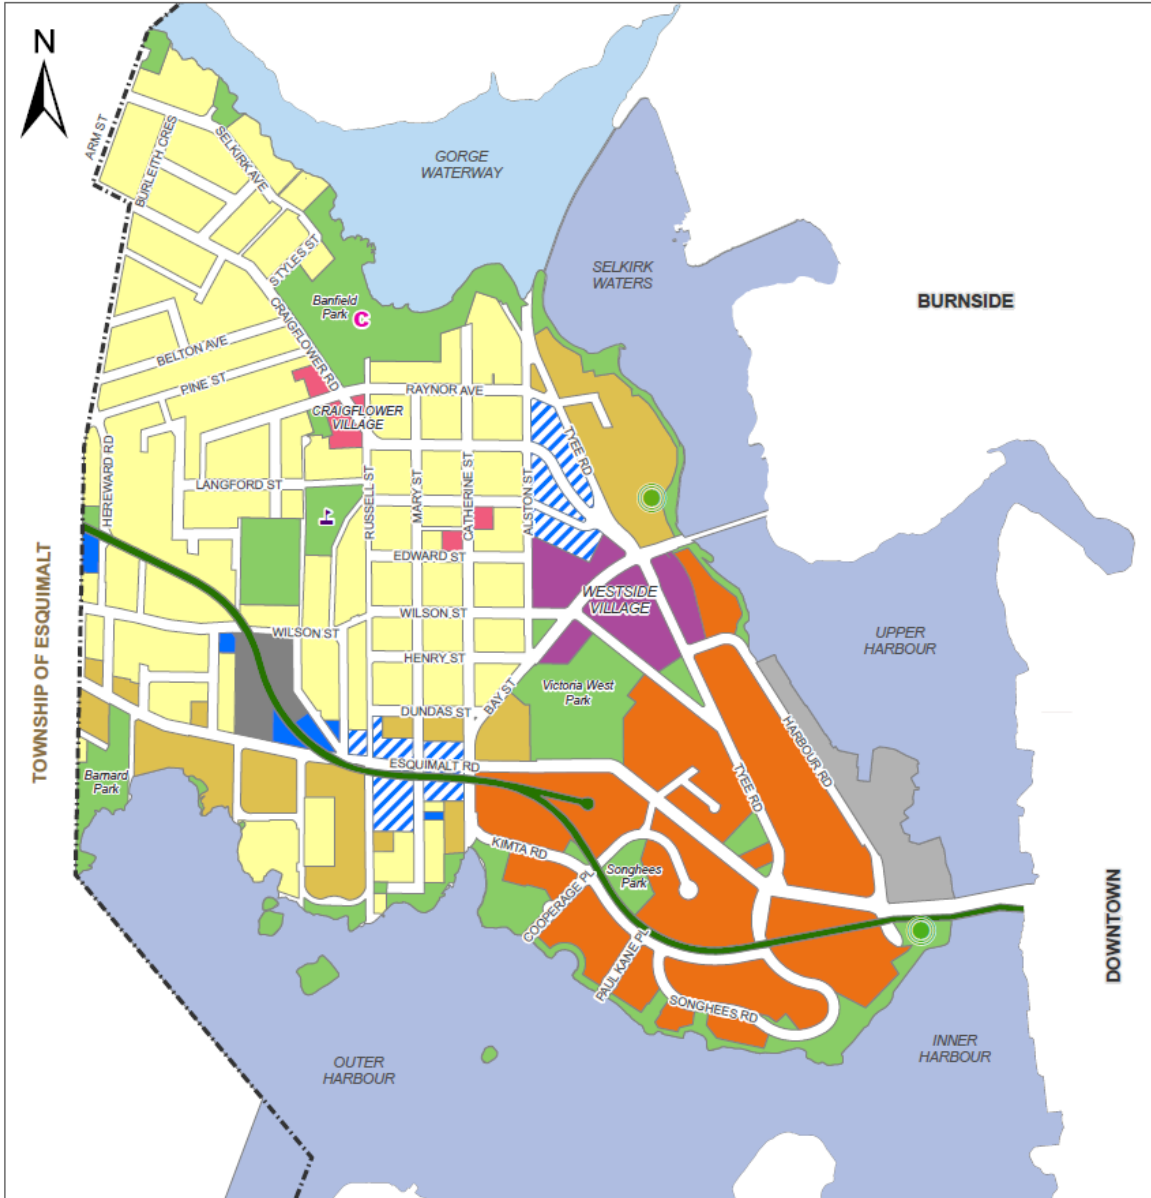 N
ARM ST
BURLEITH CRES
SELKIRK AVE
GORGE
WATERWAY
SELKIRK
WATERS
BURNSIDE
STYLES ST
Banfield
Park
C
CRAIGFLOWER RD
BELTON AVE
PINE ST
RAYNOR AVE
CRAIGFLOWER
VILLAGE
TYEE RD
HEREWARD RD
LANGFORD ST
RUSSELL ST
MARY ST
CATHERINE ST
ALSTON ST
EDWARD ST
TOWNSHIP OF ESQUIMALT
WESTSIDE
VILLAGE
WILSON ST
WILSON ST
UPPER
HARBOUR
HENRY ST
BAY ST
Victoria West
Park
DUNDAS ST
HARBOUR RD
ESQUIMALT RD
TYEE RD
Barnard
Park
KIMTA RD
Songhees
Park
COOPERAGE PL
PAUL KANE PL
DOWNTOWN
SONGHEES RD
OUTER
HARBOUR
INNER
HARBOUR